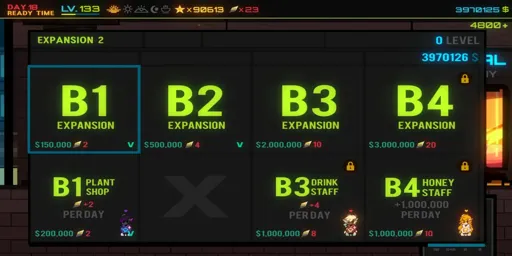 DAY 18 LV. 133 ★×90613 ×23 3970125 $
READY TIME
4800+
EXPANSION 2 0 LEVEL
3970126 $
B1 B2 B3 B4
EXPANSION EXPANSION EXPANSION EXPANSION
$150,000 2 V $500,000 4 V $2,000,000 10 $3,000,000 20
B1 PLANT SHOP X B3 DRINK STAFF B4 HONEY STAFF
+2 +4 +1,000,000
PER DAY PER DAY PER DAY
$200,000 2 V $1,000,000 8 $1,000,000 10